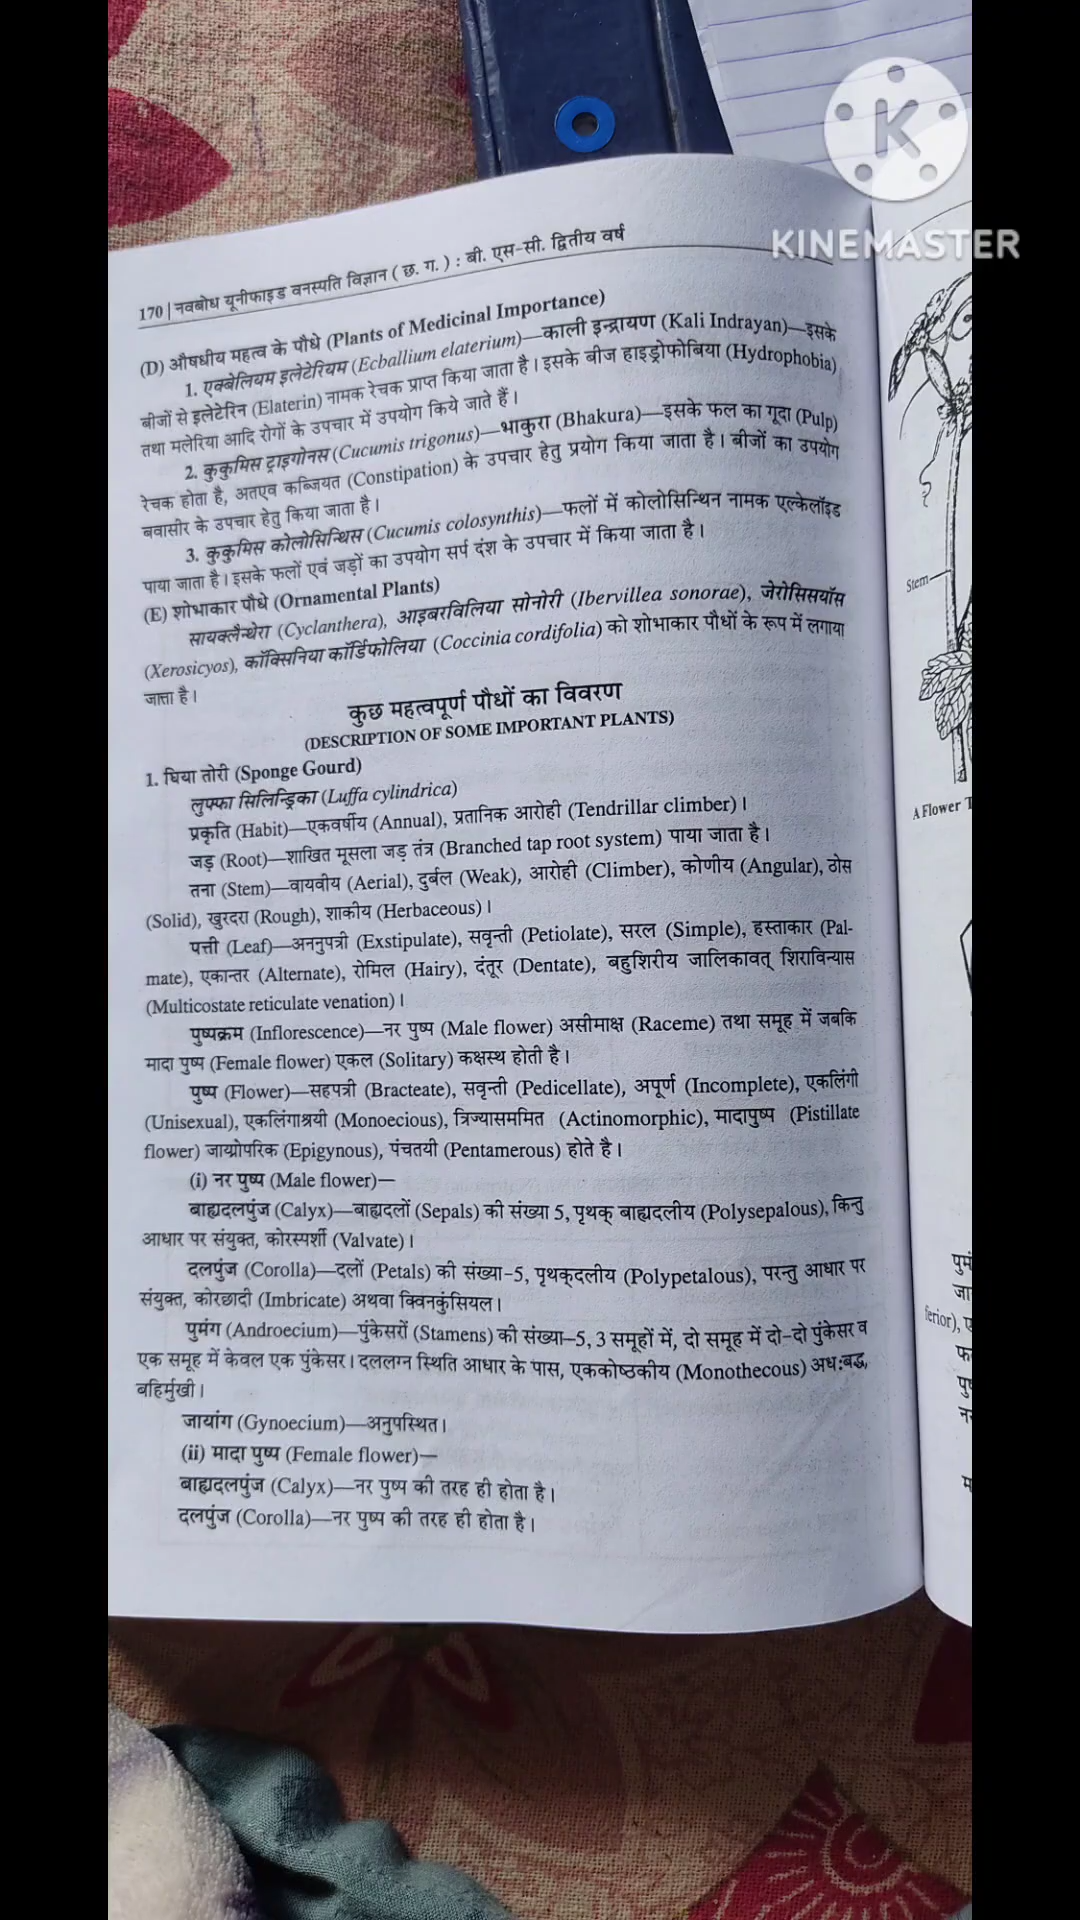 KINEMASTER
170 | नवबोध यूनीफाइड वनस्पति विज्ञान ( छ. ग. ) : बी. एस-सी. द्वितीय वर्ष
(D) औषधीय महत्व के पौधे (Plants of Medicinal Importance)
1. एक्बेलियम इलेटेरियम (Ecballium elaterium)—काली इन्द्रायण (Kali Indrayan)—इसके
बीजों से इलेटेरिन (Elaterin) नामक रेचक प्राप्त किया जाता है। इसके बीज हाइड्रोफोबिया (Hydrophobia)
तथा मलेरिया आदि रोगों के उपचार में उपयोग किये जाते हैं।
2. कुकुमिस ट्राइगोनस (Cucumis trigonus)—भाकुरा (Bhakura)—इसके फल का गूदा (Pulp)
रेचक होता है, अतएव कब्जियत (Constipation) के उपचार हेतु प्रयोग किया जाता है। बीजों का उपयोग
बवासीर के उपचार हेतु किया जाता है।
3. कुकुमिस कोलोसिन्थिस (Cucumis colosynthis)—फलों में कोलोसिन्थिन नामक एल्केलॉइड
पाया जाता है। इसके फलों एवं जड़ों का उपयोग सर्प दंश के उपचार में किया जाता है।
(E) शोभाकार पौधे (Ornamental Plants)
सायक्लैन्थेरा (Cyclanthera), आइबरविलिया सोनोरी (Ibervillea sonorae), जेरोसिसयॉस
(Xerosicyos), कॉक्सिनिया कॉर्डिफोलिया (Coccinia cordifolia) को शोभाकार पौधों के रूप में लगाया
जाता है।
कुछ महत्वपूर्ण पौधों का विवरण
(DESCRIPTION OF SOME IMPORTANT PLANTS)
1. घिया तोरी (Sponge Gourd)
लुफ्फा सिलिन्ड्रिका (Luffa cylindrica)
प्रकृति (Habit)—एकवर्षीय (Annual), प्रतानिक आरोही (Tendrillar climber)।
जड़ (Root)—शाखित मूसला जड़ तंत्र (Branched tap root system) पाया जाता है।
तना (Stem)—वायवीय (Aerial), दुर्बल (Weak), आरोही (Climber), कोणीय (Angular), ठोस
(Solid), खुरदरा (Rough), शाकीय (Herbaceous)।
पत्ती (Leaf)—अननुपत्री (Exstipulate), सवृन्ती (Petiolate), सरल (Simple), हस्ताकार (Pal-
mate), एकान्तर (Alternate), रोमिल (Hairy), दंतूर (Dentate), बहुशिरीय जालिकावत् शिराविन्यास
(Multicostate reticulate venation)।
पुष्पक्रम (Inflorescence)—नर पुष्प (Male flower) असीमाक्ष (Raceme) तथा समूह में जबकि
मादा पुष्प (Female flower) एकल (Solitary) कक्षस्थ होती है।
पुष्प (Flower)—सहपत्री (Bracteate), सवृन्ती (Pedicellate), अपूर्ण (Incomplete), एकलिंगी
(Unisexual), एकलिंगाश्रयी (Monoecious), त्रिज्यासममित (Actinomorphic), मादापुष्प (Pistillate
flower) जायोपरिक (Epigynous), पंचतयी (Pentamerous) होते है।
(i) नर पुष्प (Male flower)—
बाह्यदलपुंज (Calyx)—बाह्यदलों (Sepals) की संख्या 5, पृथक् बाह्यदलीय (Polysepalous), किन्तु
आधार पर संयुक्त, कोरस्पर्शी (Valvate)।
दलपुंज (Corolla)—दलों (Petals) की संख्या-5, पृथक्‌दलीय (Polypetalous), परन्तु आधार पर
संयुक्त, कोरछादी (Imbricate) अथवा क्विनकुंसियल।
पुमंग (Androecium)—पुंकेसरों (Stamens) की संख्या–5, 3 समूहों में, दो समूह में दो-दो पुंकेसर व
एक समूह में केवल एक पुंकेसर। दललग्न स्थिति आधार के पास, एककोष्ठकीय (Monothecous) अध:बद्ध,
बहिर्मुखी।
जायांग (Gynoecium)—अनुपस्थित।
(ii) मादा पुष्प (Female flower)—
बाह्यदलपुंज (Calyx)—नर पुष्प की तरह ही होता है।
दलपुंज (Corolla)—नर पुष्प की तरह ही होता है।
Stem
A Flower
पुमं
जा
ferior), ए
फ
पु
न
म